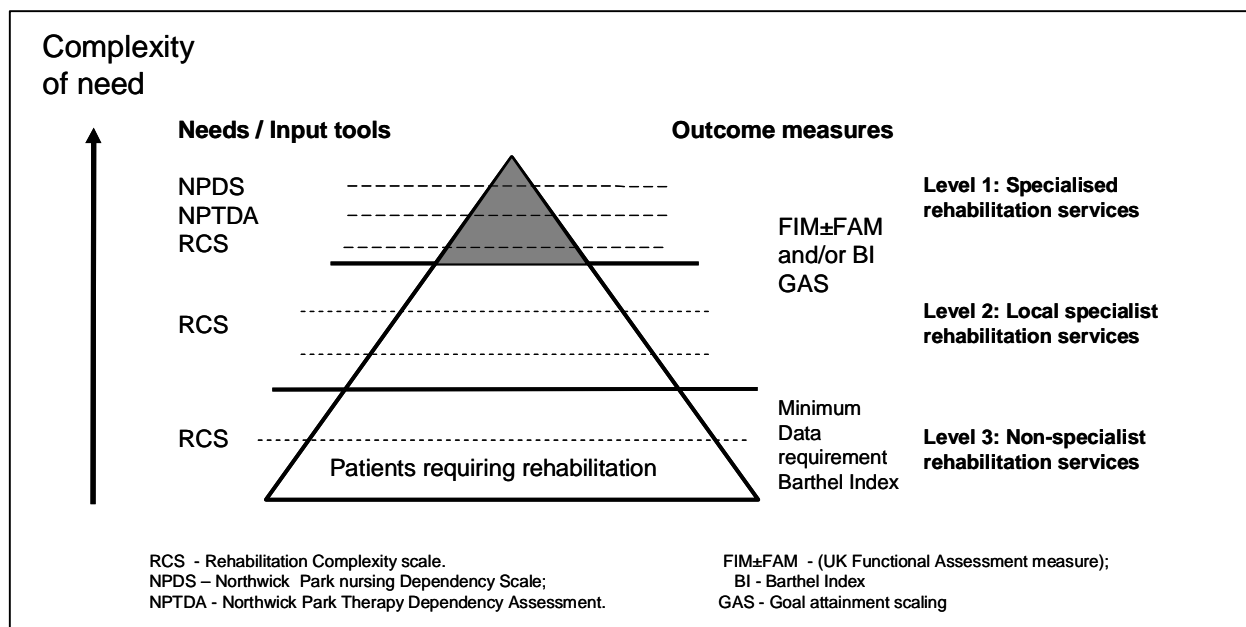 Complexity
of need
Needs / Input tools
Outcome measures
NPDS
NPTDA
RCS
FIM±FAM
and/or BI
GAS
Level 1: Specialised
rehabilitation services
RCS
Level 2: Local specialist
rehabilitation services
RCS
Patients requiring rehabilitation
Minimum
Data
requirement
Barthel Index
Level 3: Non-specialist
rehabilitation services
RCS - Rehabilitation Complexity scale.
NPDS – Northwick Park nursing Dependency Scale;
NPTDA - Northwick Park Therapy Dependency Assessment.
FIM±FAM - (UK Functional Assessment measure);
BI - Barthel Index
GAS - Goal attainment scaling